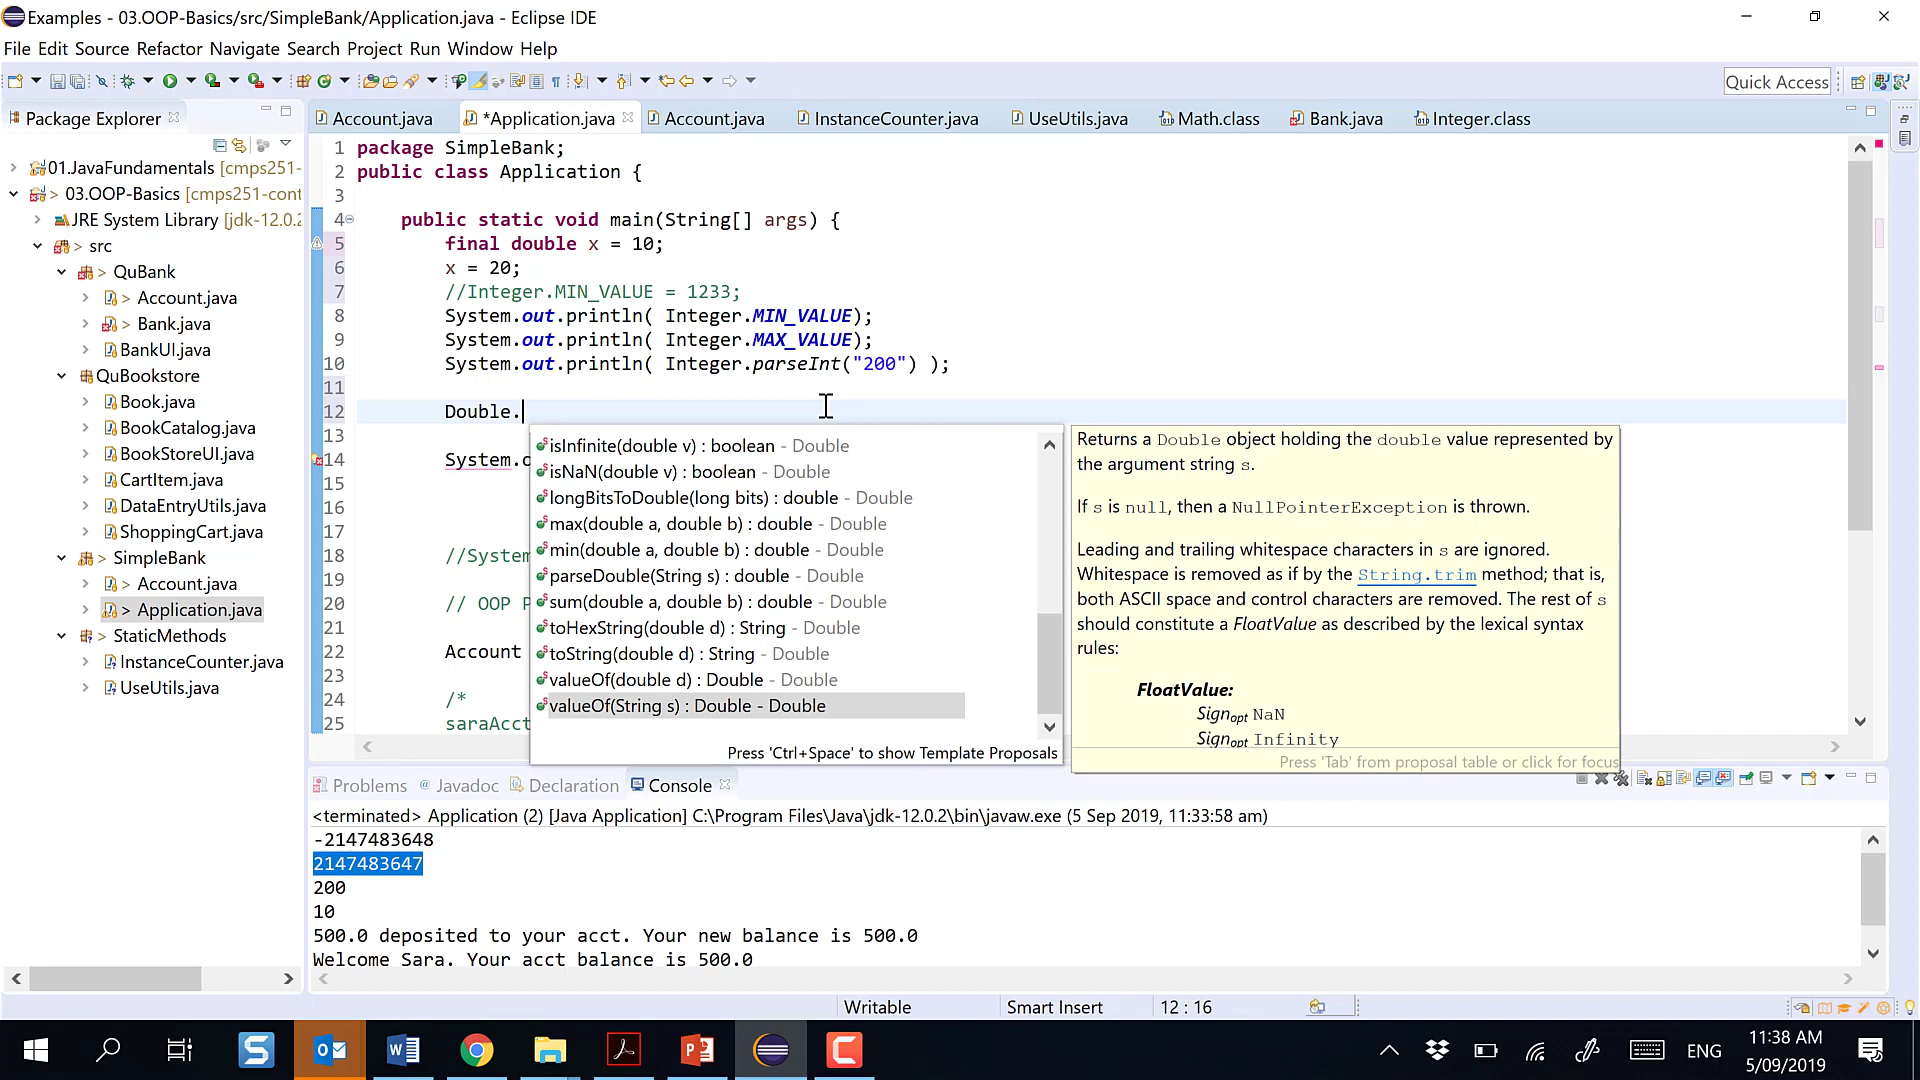 Examples - 03.OOP-Basics/src/SimpleBank/Application.java - Eclipse IDE
File Edit Source Refactor Navigate Search Project Run Window Help
Quick Access
Package Explorer
Account.java *Application.java Account.java InstanceCounter.java UseUtils.java Math.class Bank.java Integer.class
01.JavaFundamentals [cmps251-
> 03.OOP-Basics [cmps251-cont
JRE System Library [jdk-12.0.2
> src
> QuBank
> Account.java
> Bank.java
BankUI.java
QuBookstore
Book.java
BookCatalog.java
BookStoreUI.java
CartItem.java
DataEntryUtils.java
ShoppingCart.java
> SimpleBank
> Account.java
> Application.java
> StaticMethods
InstanceCounter.java
UseUtils.java
1 package SimpleBank;
2 public class Application {
3
4 public static void main(String[] args) {
5 final double x = 10;
6 x = 20;
7 //Integer.MIN_VALUE = 1233;
8 System.out.println( Integer.MIN_VALUE);
9 System.out.println( Integer.MAX_VALUE);
10 System.out.println( Integer.parseInt("200") );
11
12 Double.
13
14 System.o
15
16
17
18 //System
19
20 // OOP P
21
22 Account
23
24 /*
25 saraAcct
isInfinite(double v) : boolean - Double
isNaN(double v) : boolean - Double
longBitsToDouble(long bits) : double - Double
max(double a, double b) : double - Double
min(double a, double b) : double - Double
parseDouble(String s) : double - Double
sum(double a, double b) : double - Double
toHexString(double d) : String - Double
toString(double d) : String - Double
valueOf(double d) : Double - Double
valueOf(String s) : Double - Double
Press 'Ctrl+Space' to show Template Proposals
Returns a Double object holding the double value represented by
the argument string s.
If s is null, then a NullPointerException is thrown.
Leading and trailing whitespace characters in s are ignored.
Whitespace is removed as if by the String.trim method; that is,
both ASCII space and control characters are removed. The rest of s
should constitute a FloatValue as described by the lexical syntax
rules:
FloatValue:
Signopt NaN
Signopt Infinity
Press 'Tab' from proposal table or click for focus
Problems @ Javadoc Declaration Console
<terminated> Application (2) [Java Application] C:\Program Files\Java\jdk-12.0.2\bin\javaw.exe (5 Sep 2019, 11:33:58 am)
-2147483648
2147483647
200
10
500.0 deposited to your acct. Your new balance is 500.0
Welcome Sara. Your acct balance is 500.0
Writable Smart Insert 12 : 16
ENG
11:38 AM
5/09/2019